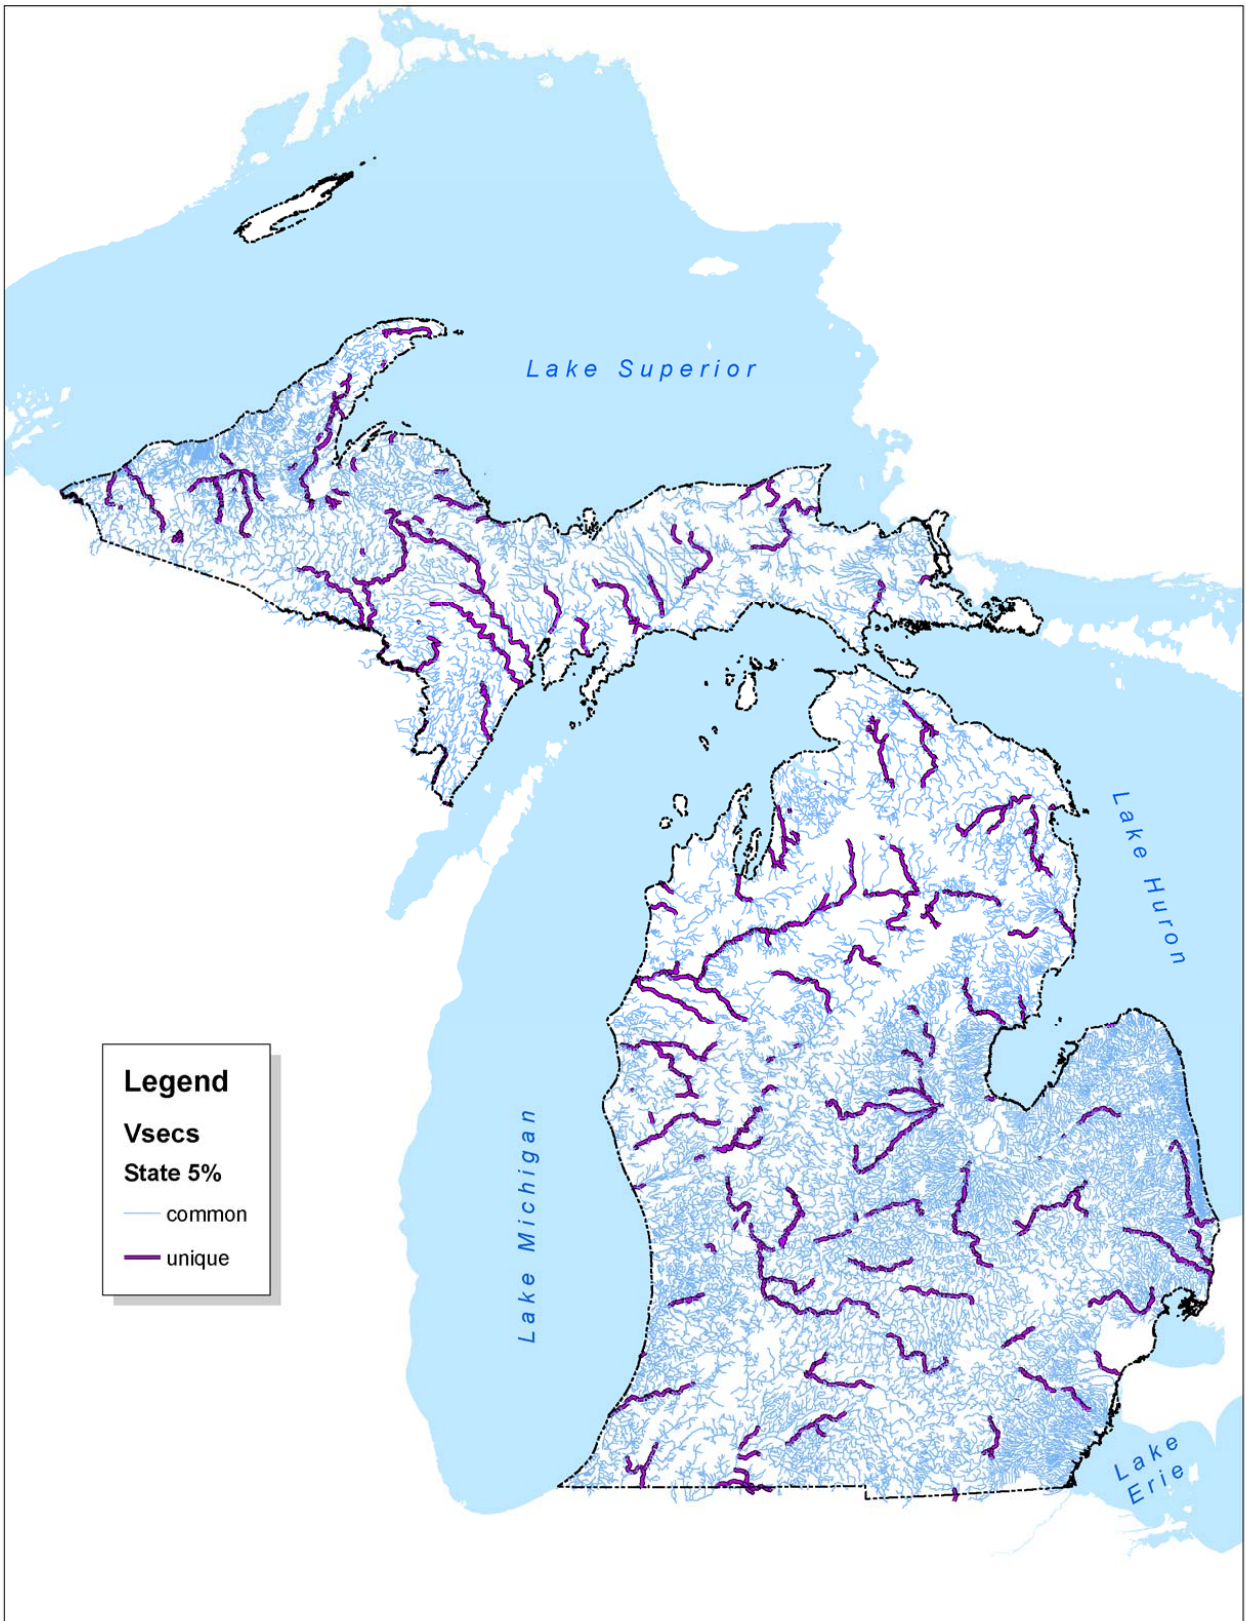 Lake Superior
Lake Huron
Lake Michigan
Legend
Vsecs
State 5%
common
unique
Lake
Erie